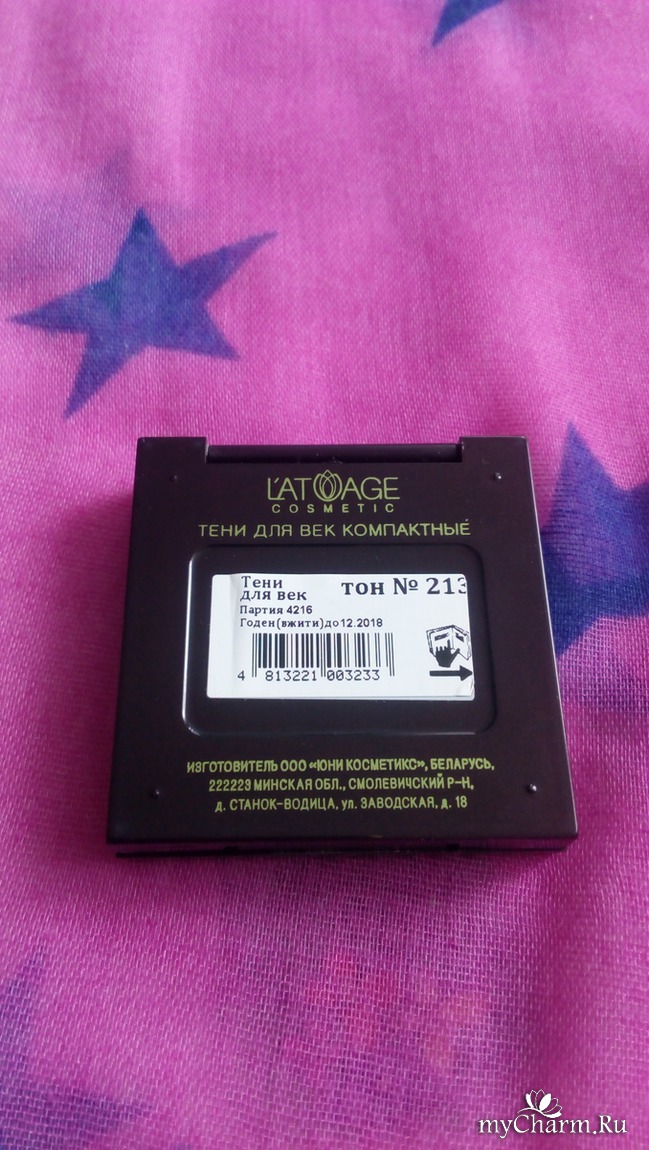 L'ATUAGE
COSMETIC
ТЕНИ ДЛЯ ВЕК КОМПАКТНЫЕ
Тени
для век
тон № 213
Партия 4216
Годен(вжити)до12.2018
4 813221 003233
ИЗГОТОВИТЕЛЬ ООО «ЮНИ КОСМЕТИКС», БЕЛАРУСЬ,
222223 МИНСКАЯ ОБЛ., СМОЛЕВИЧСКИЙ Р-Н,
д. СТАНОК-ВОДИЦА, ул. ЗАВОДСКАЯ, д. 18
myCharm.Ru